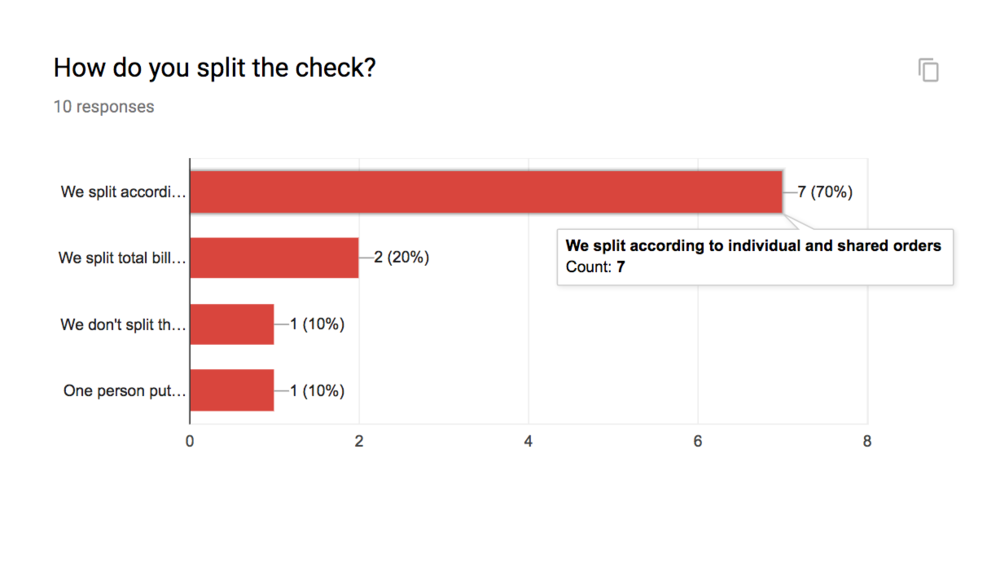 How do you split the check?
10 responses
We split accordi...
7 (70%)
We split according to individual and shared orders
Count: 7
We split total bill...
2 (20%)
We don't split th...
1 (10%)
One person put...
1 (10%)
0 2 4 6 8